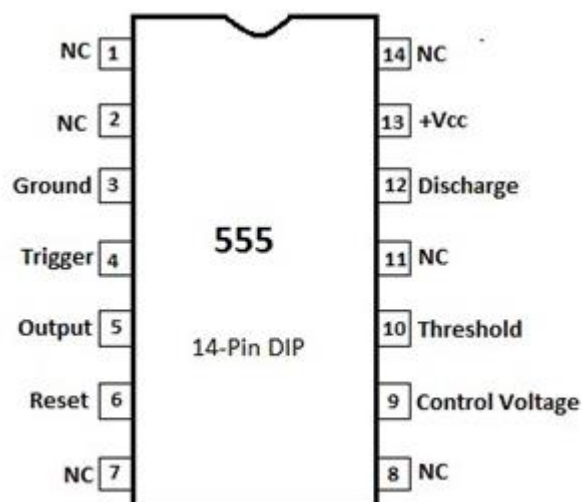 NC 1
14 NC
NC 2
13 +Vcc
Ground 3
12 Discharge
555
Trigger 4
11 NC
Output 5
10 Threshold
14-Pin DIP
Reset 6
9 Control Voltage
NC 7
8 NC